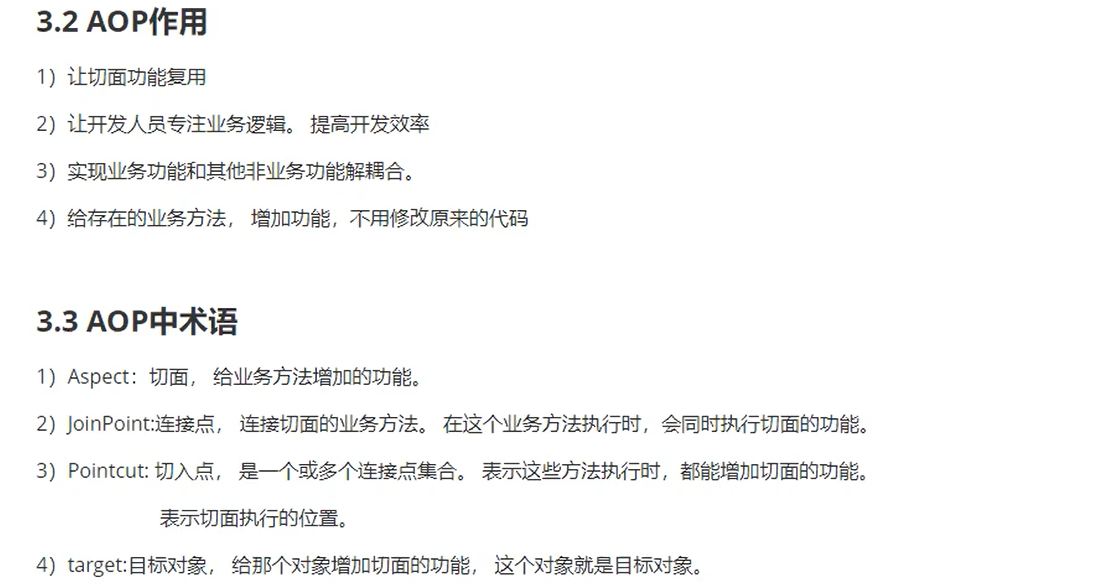 3.2 AOP作用
1）让切面功能复用
2）让开发人员专注业务逻辑。 提高开发效率
3）实现业务功能和其他非业务功能解耦合。
4）给存在的业务方法， 增加功能，不用修改原来的代码
3.3 AOP中术语
1）Aspect：切面， 给业务方法增加的功能。
2）JoinPoint:连接点， 连接切面的业务方法。 在这个业务方法执行时，会同时执行切面的功能。
3）Pointcut: 切入点， 是一个或多个连接点集合。 表示这些方法执行时，都能增加切面的功能。
表示切面执行的位置。
4）target:目标对象， 给那个对象增加切面的功能， 这个对象就是目标对象。